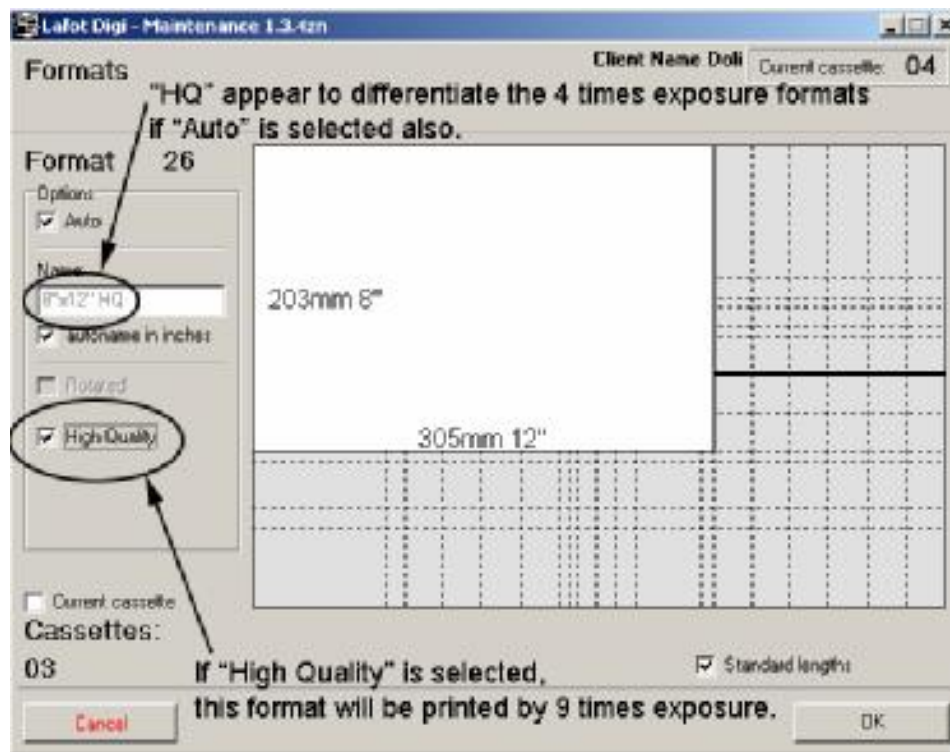 Lafot Digi - Maintenance 1.3.4zn
Formats
Client Name Doli
Current cassette: 04
"HQ" appear to differentiate the 4 times exposure formats
if "Auto" is selected also.
Format 26
Options
Auto
Name
8"x12" HQ
autoname in inches
Rotated
High Quality
203mm 8"
305mm 12"
Current cassette
Cassettes:
03
If "High Quality" is selected,
this format will be printed by 9 times exposure.
Standard lengths
Cancel
OK